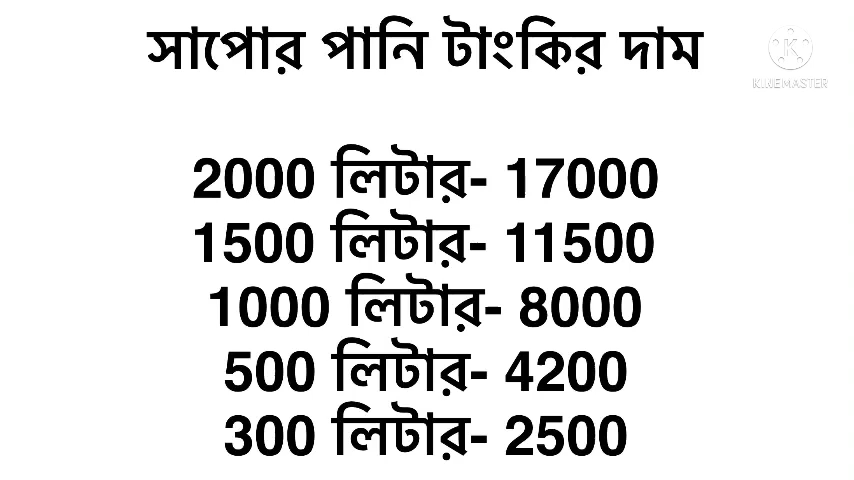 সাপোর পানি টাংকির দাম
KINEMASTER
2000 লিটার- 17000
1500 লিটার- 11500
1000 লিটার- 8000
500 লিটার- 4200
300 লিটার- 2500